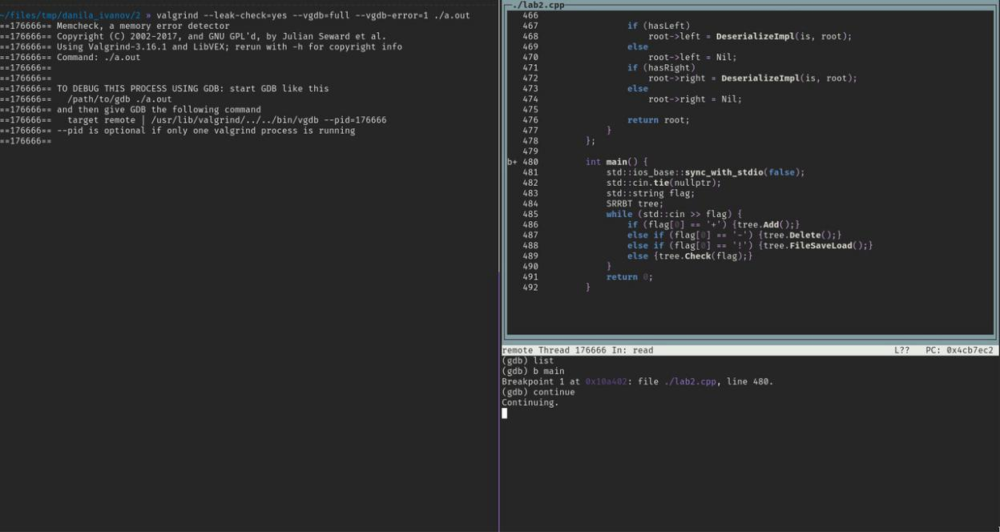 ~/files/tmp/danila_ivanov/2 » valgrind --leak-check=yes --vgdb=full --vgdb-error=1 ./a.out
==176666== Memcheck, a memory error detector
==176666== Copyright (C) 2002-2017, and GNU GPL'd, by Julian Seward et al.
==176666== Using Valgrind-3.16.1 and LibVEX; rerun with -h for copyright info
==176666== Command: ./a.out
==176666==
==176666==
==176666== TO DEBUG THIS PROCESS USING GDB: start GDB like this
==176666==   /path/to/gdb ./a.out
==176666== and then give GDB the following command
==176666==   target remote | /usr/lib/valgrind/../../bin/vgdb --pid=176666
==176666== --pid is optional if only one valgrind process is running
==176666==
./lab2.cpp
466
467                 if (hasLeft)
468                     root->left = DeserializeImpl(is, root);
469                 else
470                     root->left = Nil;
471                 if (hasRight)
472                     root->right = DeserializeImpl(is, root);
473                 else
474                     root->right = Nil;
475
476                 return root;
477             }
478         };
479
b+ 480         int main() {
481             std::ios_base::sync_with_stdio(false);
482             std::cin.tie(nullptr);
483             std::string flag;
484             SRRBT tree;
485             while (std::cin >> flag) {
486                 if (flag[0] == '+') {tree.Add();}
487                 else if (flag[0] == '-') {tree.Delete();}
488                 else if (flag[0] == '!') {tree.FileSaveLoad();}
489                 else {tree.Check(flag);}
490             }
491             return 0;
492         }
remote Thread 176666 In: read    L??   PC: 0x4cb7ec2
(gdb) list
(gdb) b main
Breakpoint 1 at 0x10a402: file ./lab2.cpp, line 480.
(gdb) continue
Continuing.